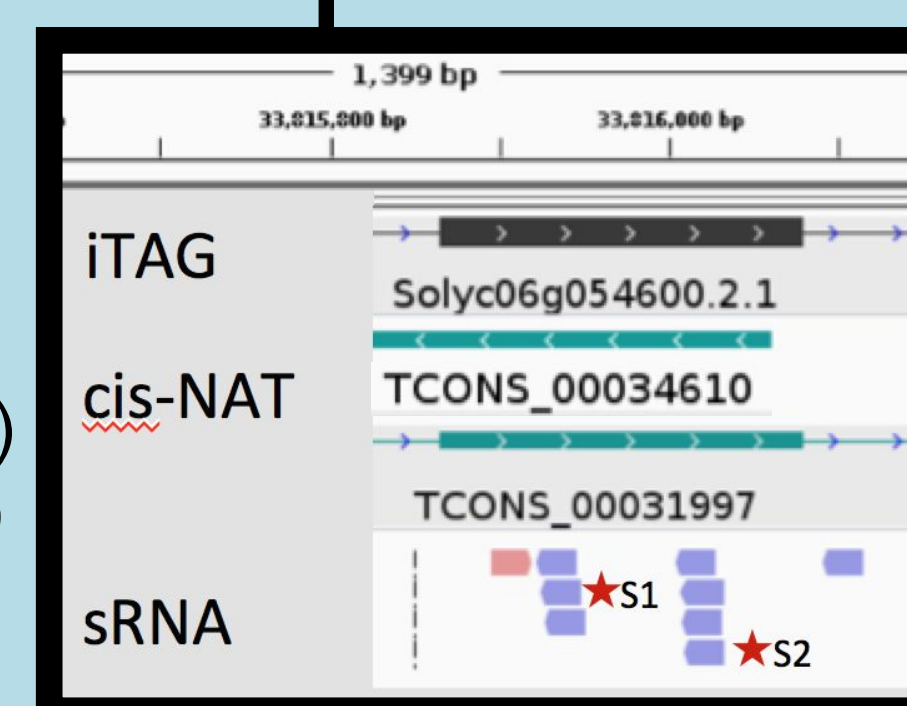 1,399 bp
33,815,800 bp 33,816,000 bp
iTAG
Solyc06g054600.2.1
cis-NAT
TCONS_00034610
TCONS_00031997
sRNA
S1
S2